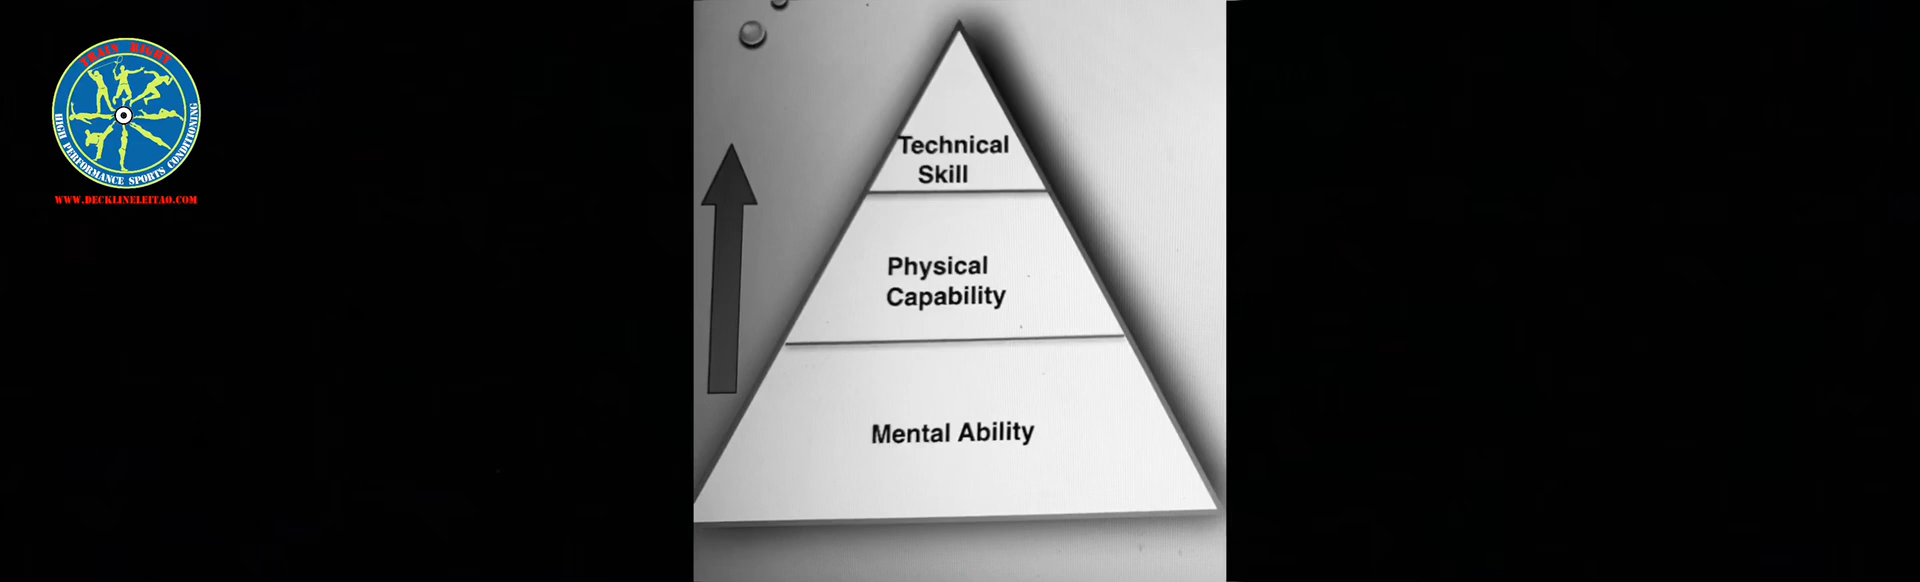 TRAIN RIGHT
HIGH PERFORMANCE SPORTS CONDITIONING
WWW.DECKLINELEITAO.COM
Technical
Skill
Physical
Capability
Mental Ability